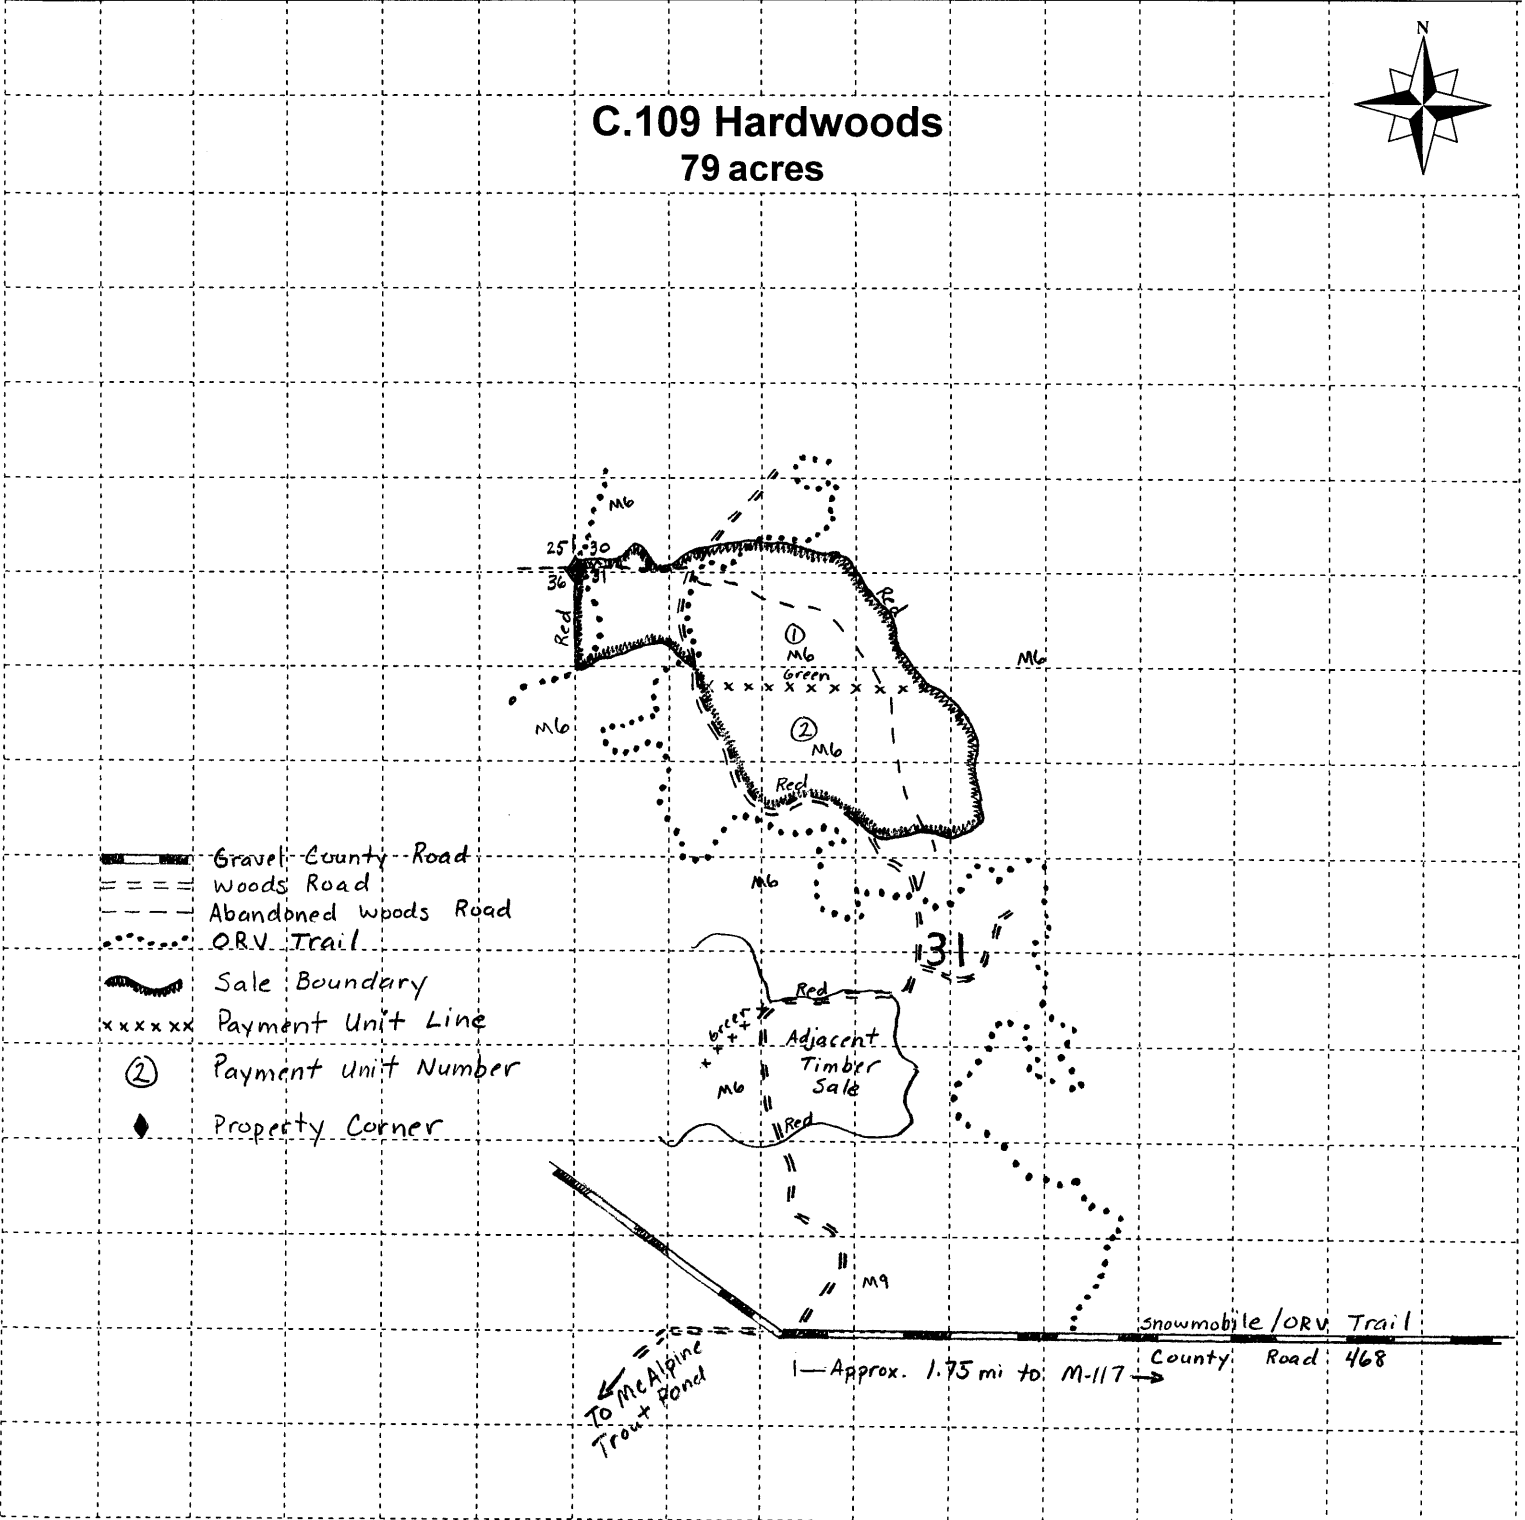 N
C.109 Hardwoods
79 acres
M6
25 30
36 31
Red
Red
1
M6
Green
M6
M6
2
M6
Red
Gravel County Road
Woods Road
Abandoned Woods Road
ORV Trail
Sale Boundary
Payment Unit Line
2 Payment Unit Number
Property Corner
M6
31
Red
Green
Adjacent
Timber
Sale
M6
Red
M9
Snowmobile/ORV Trail
County Road 468
Approx. 1.75 mi to M-117
To McAlpine
Trout Pond